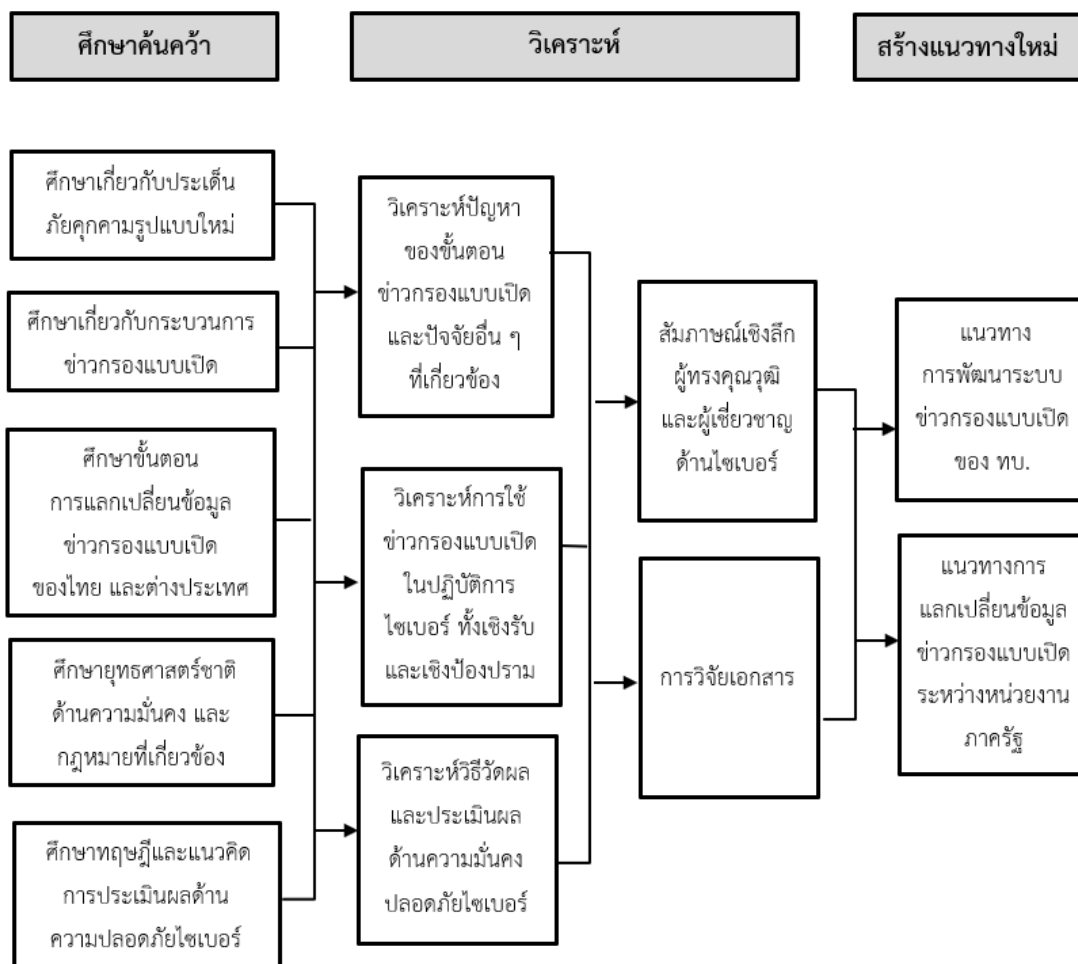 ศึกษาค้นคว้า
วิเคราะห์
สร้างแนวทางใหม่
ศึกษาเกี่ยวกับประเด็น
ภัยคุกคามรูปแบบใหม่
ศึกษาเกี่ยวกับกระบวนการ
ข่าวกรองแบบเปิด
ศึกษาขั้นตอน
การแลกเปลี่ยนข้อมูล
ข่าวกรองแบบเปิด
ของไทย และต่างประเทศ
ศึกษายุทธศาสตร์ชาติ
ด้านความมั่นคง และ
กฎหมายที่เกี่ยวข้อง
ศึกษาทฤษฎีและแนวคิด
การประเมินผลด้าน
ความปลอดภัยไซเบอร์
วิเคราะห์ปัญหา
ของขั้นตอน
ข่าวกรองแบบเปิด
และปัจจัยอื่น ๆ
ที่เกี่ยวข้อง
วิเคราะห์การใช้
ข่าวกรองแบบเปิด
ในปฏิบัติการ
ไซเบอร์ ทั้งเชิงรับ
และเชิงป้องปราม
วิเคราะห์วิธีวัดผล
และประเมินผล
ด้านความมั่นคง
ปลอดภัยไซเบอร์
สัมภาษณ์เชิงลึก
ผู้ทรงคุณวุฒิ
และผู้เชี่ยวชาญ
ด้านไซเบอร์
การวิจัยเอกสาร
แนวทาง
การพัฒนาระบบ
ข่าวกรองแบบเปิด
ของ ทบ.
แนวทางการ
แลกเปลี่ยนข้อมูล
ข่าวกรองแบบเปิด
ระหว่างหน่วยงาน
ภาครัฐ